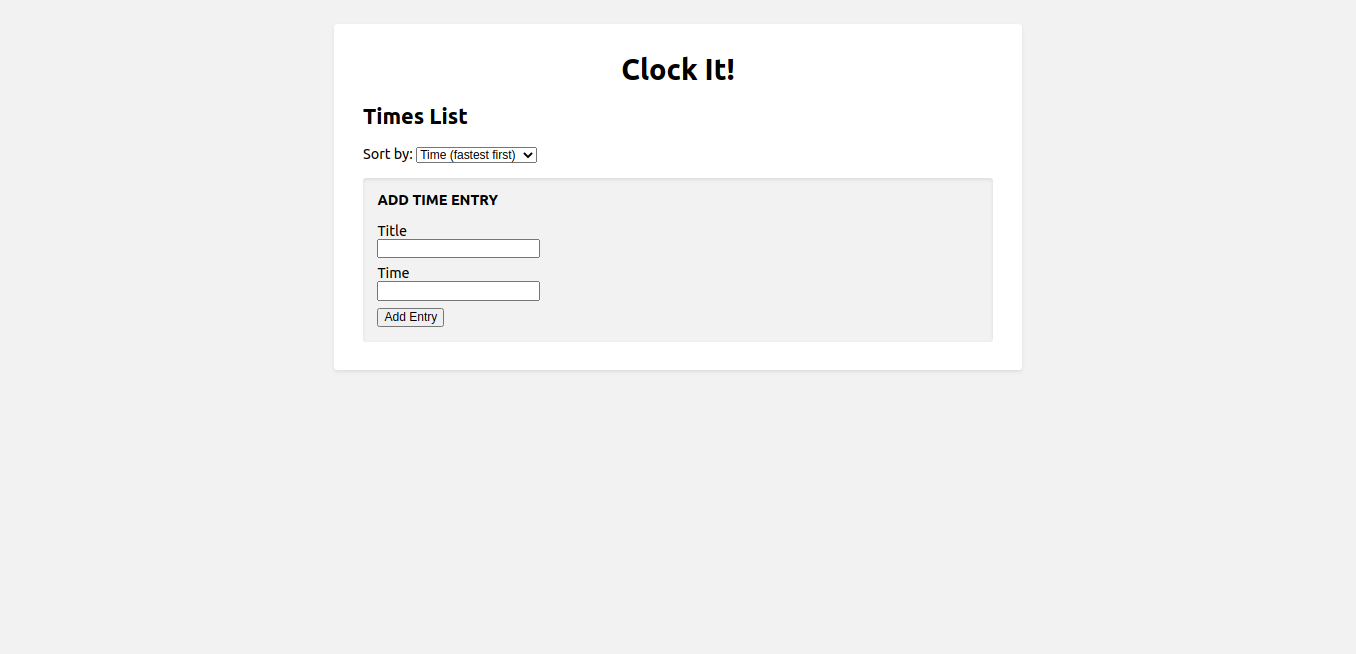 Clock It!
Times List
Sort by: Time (fastest first)
ADD TIME ENTRY
Title
Time
Add Entry